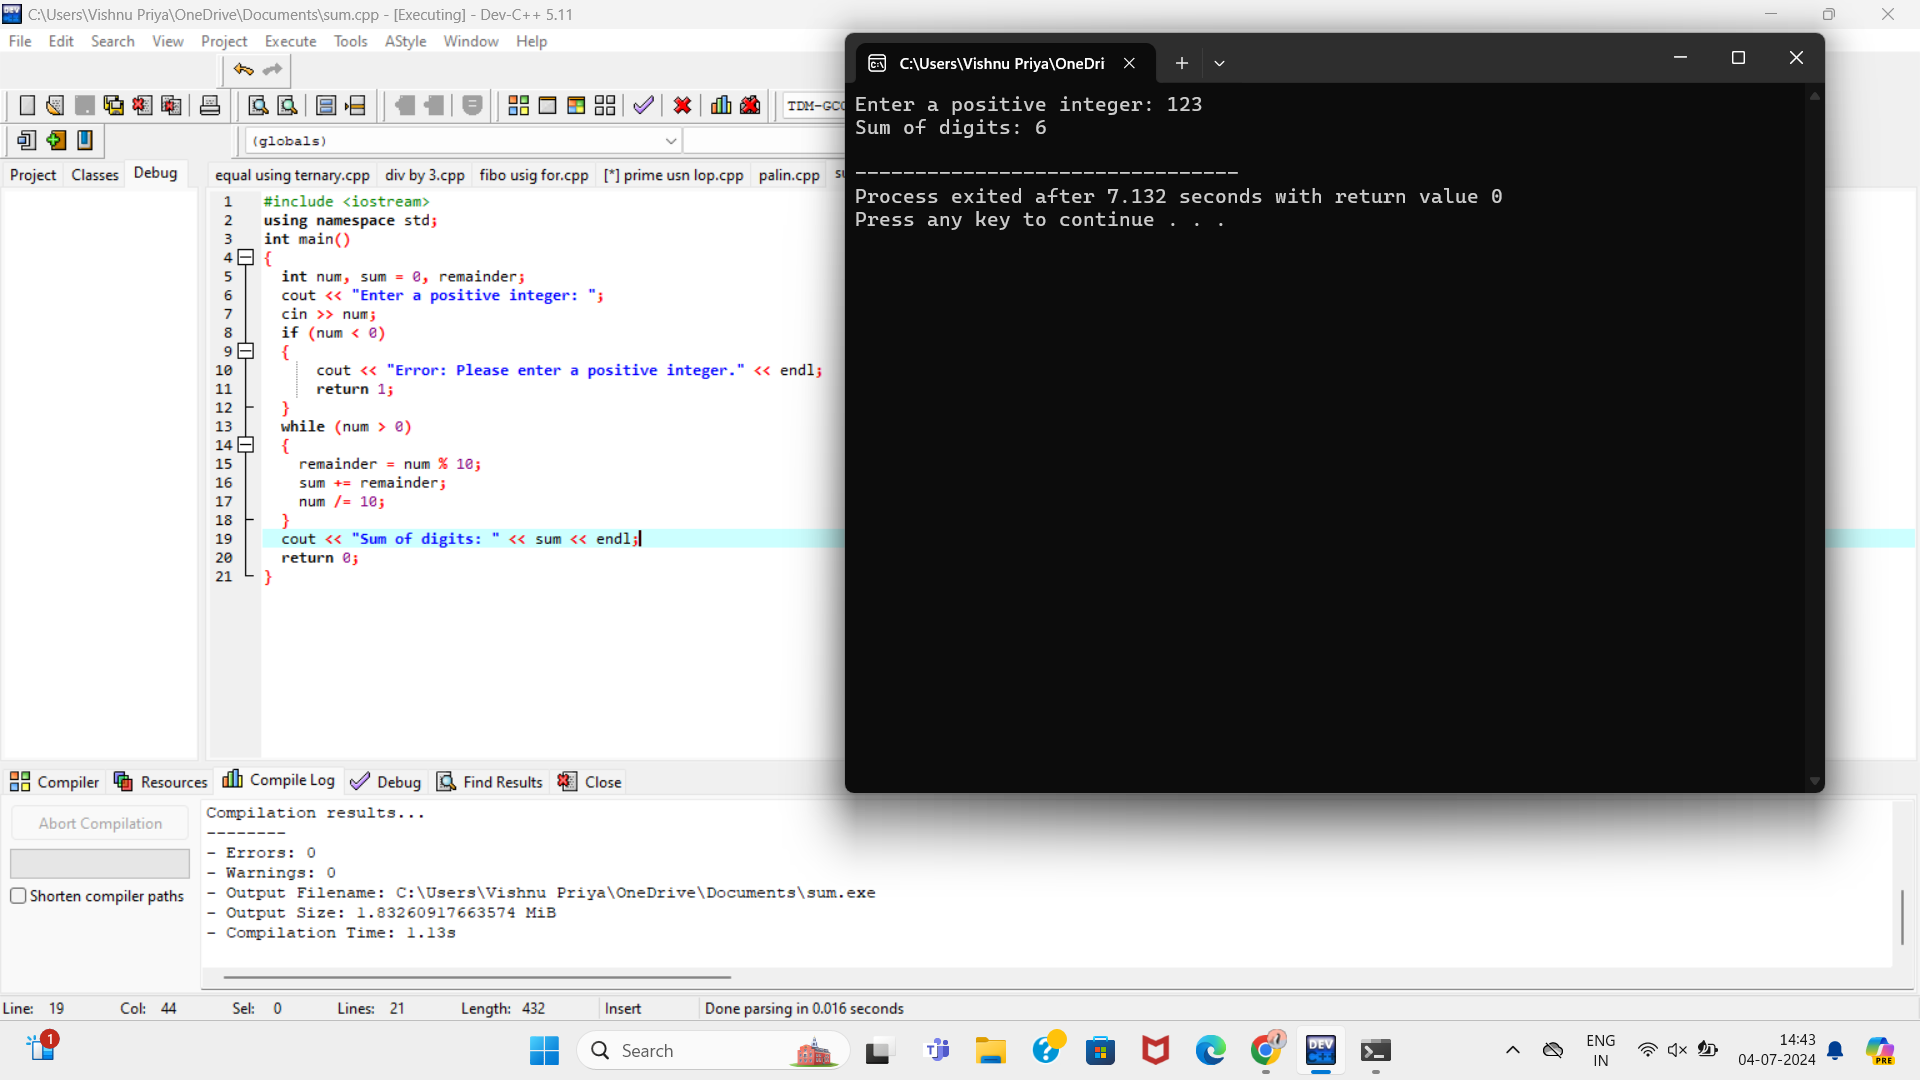 C:\Users\Vishnu Priya\OneDrive\Documents\sum.cpp - [Executing] - Dev-C++ 5.11
File Edit Search View Project Execute Tools AStyle Window Help
TDM-GCC
(globals)
Project Classes Debug
equal using ternary.cpp div by 3.cpp fibo usig for.cpp [*] prime usn lop.cpp palin.cpp
1 #include <iostream>
2 using namespace std;
3 int main()
4 {
5 int num, sum = 0, remainder;
6 cout << "Enter a positive integer: ";
7 cin >> num;
8 if (num < 0)
9 {
10 cout << "Error: Please enter a positive integer." << endl;
11 return 1;
12 }
13 while (num > 0)
14 {
15 remainder = num % 10;
16 sum += remainder;
17 num /= 10;
18 }
19 cout << "Sum of digits: " << sum << endl;
20 return 0;
21 }
C:\Users\Vishnu Priya\OneDri
Enter a positive integer: 123
Sum of digits: 6
--------------------------------
Process exited after 7.132 seconds with return value 0
Press any key to continue . . .
Compiler Resources Compile Log Debug Find Results Close
Abort Compilation
Shorten compiler paths
Compilation results...
--------
- Errors: 0
- Warnings: 0
- Output Filename: C:\Users\Vishnu Priya\OneDrive\Documents\sum.exe
- Output Size: 1.83260917663574 MiB
- Compilation Time: 1.13s
Line: 19 Col: 44 Sel: 0 Lines: 21 Length: 432 Insert Done parsing in 0.016 seconds
1
Search
DEV
ENG
IN
14:43
04-07-2024
PRE